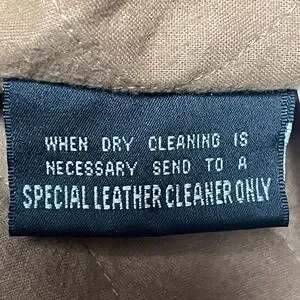 WHEN DRY CLEANING IS
NECESSARY SEND TO A
SPECIAL LEATHER CLEANER ONLY